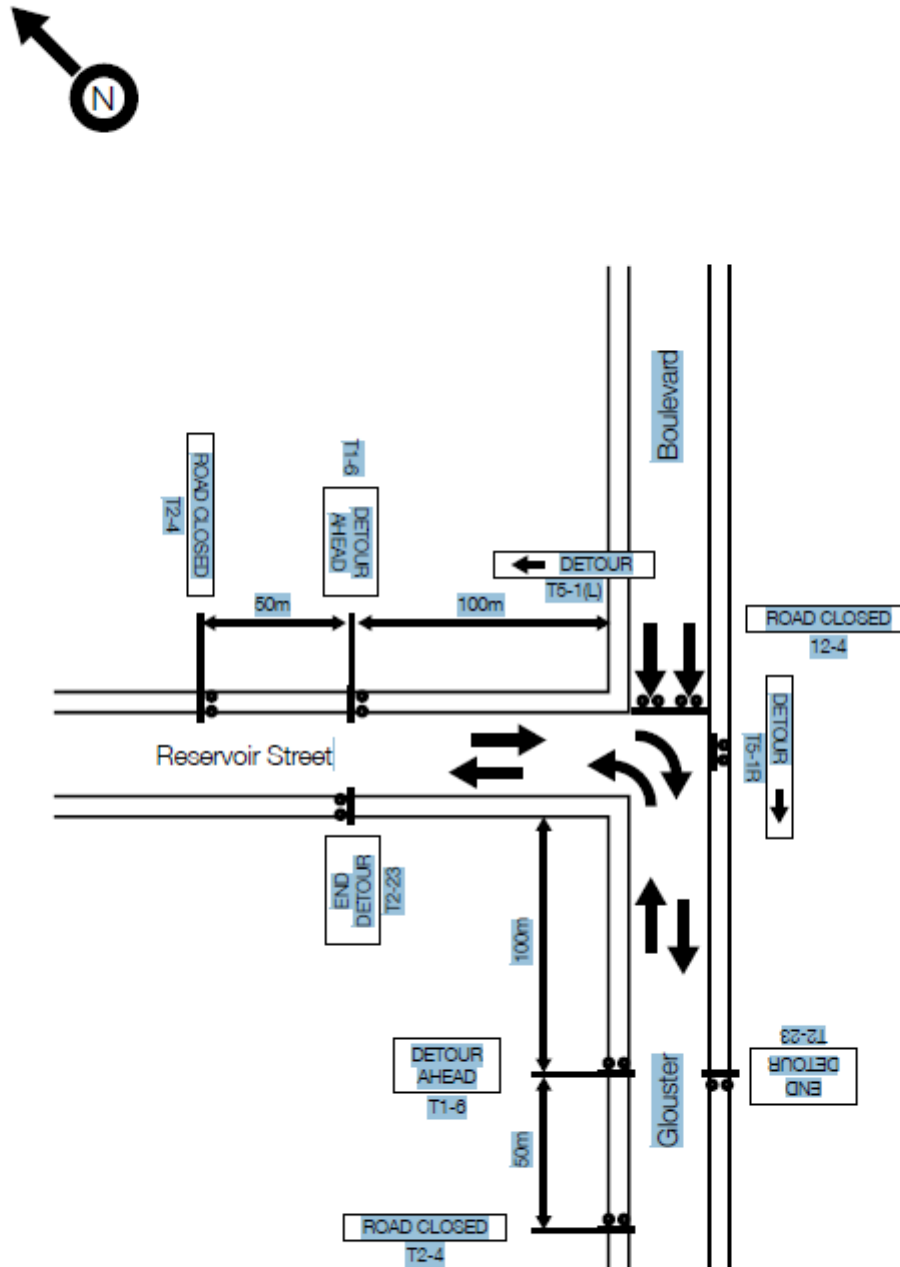 N
Boulevard
T1-6
ROAD CLOSED
T2-4
DETOUR
AHEAD
DETOUR
T5-1(L)
50m
100m
ROAD CLOSED
12-4
DETOUR
T5-1R
Reservoir Street
END
DETOUR
T2-23
100m
DETOUR
AHEAD
T1-6
Glouster
T2-23
END
DETOUR
50m
ROAD CLOSED
T2-4